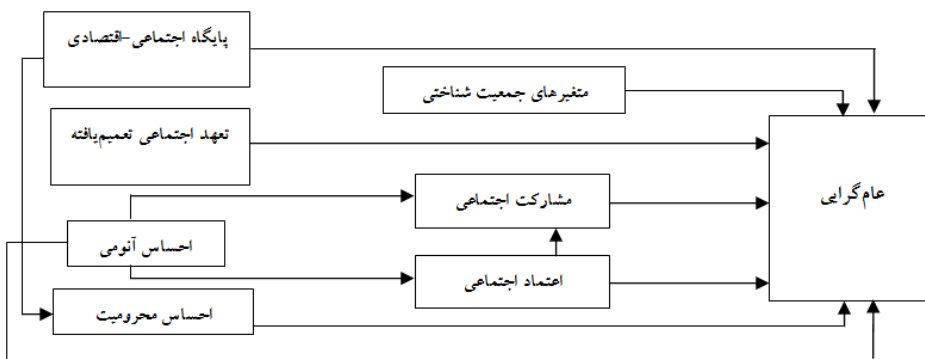 پایگاه اجتماعی-اقتصادی
متغیرهای جمعیت شناختی
تعهد اجتماعی تعمیم‌یافته
عام‌گرایی
مشارکت اجتماعی
احساس آنومی
اعتماد اجتماعی
احساس محرومیت